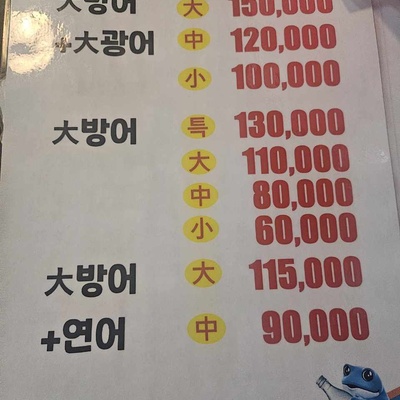 大방어 大 150,000
+大광어 中 120,000
小 100,000
大방어 특 130,000
大 110,000
中 80,000
小 60,000
大방어 大 115,000
+연어 中 90,000